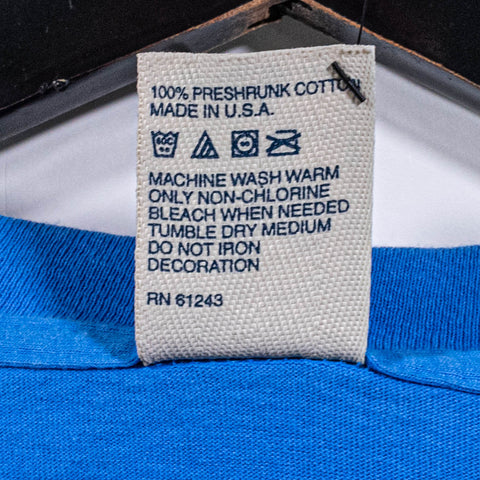 100% PRESHRUNK COTTON
MADE IN U.S.A.
60C
MACHINE WASH WARM
ONLY NON-CHLORINE
BLEACH WHEN NEEDED
TUMBLE DRY MEDIUM
DO NOT IRON
DECORATION
RN 61243